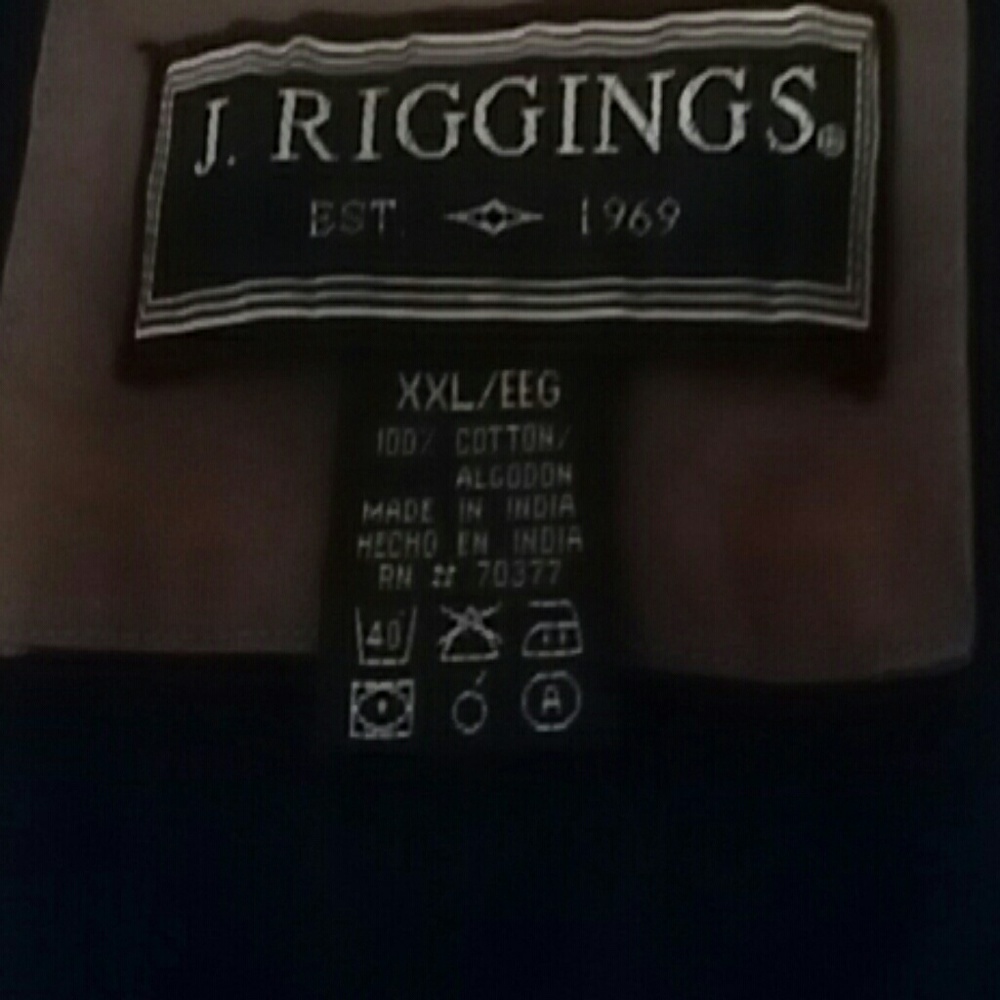 J. RIGGINGS®
EST. 1969
XXL/EEG
100% COTTON/
ALGODON
MADE IN INDIA
HECHO EN INDIA
RN # 70377
40°
A